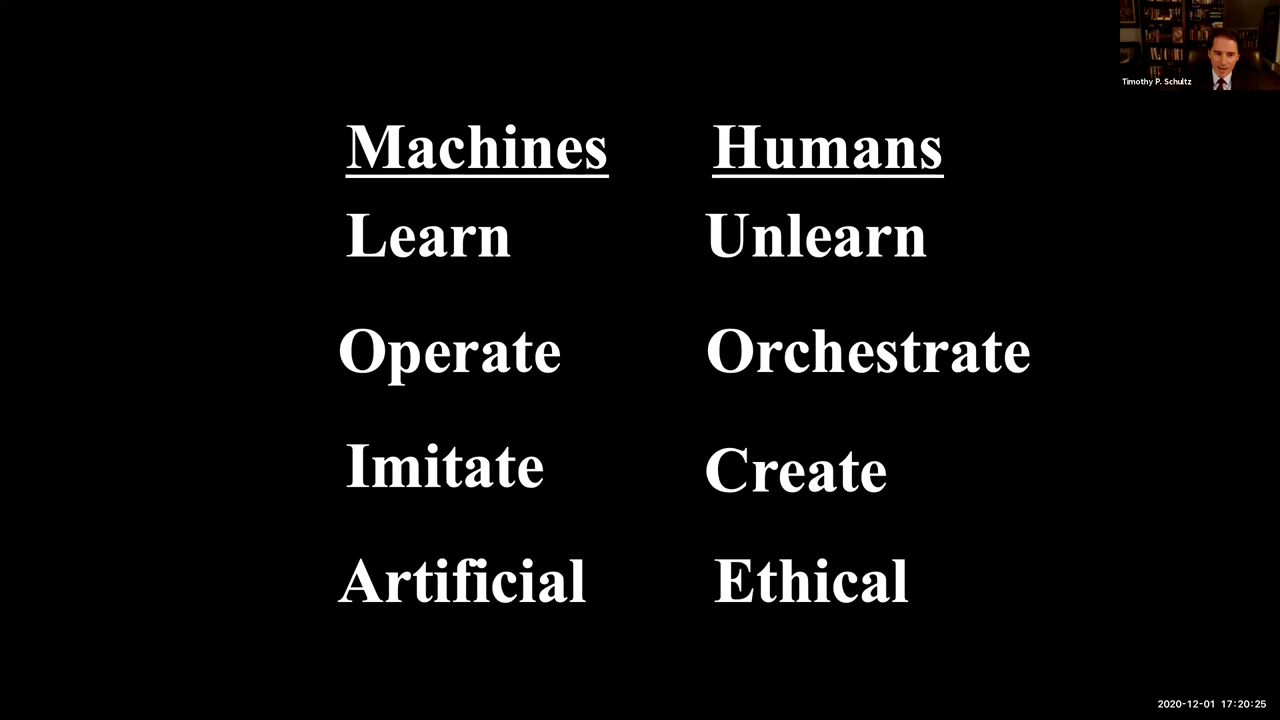 Timothy P. Schultz
Machines Humans
Learn Unlearn
Operate Orchestrate
Imitate Create
Artificial Ethical
2020-12-01 17:20:25